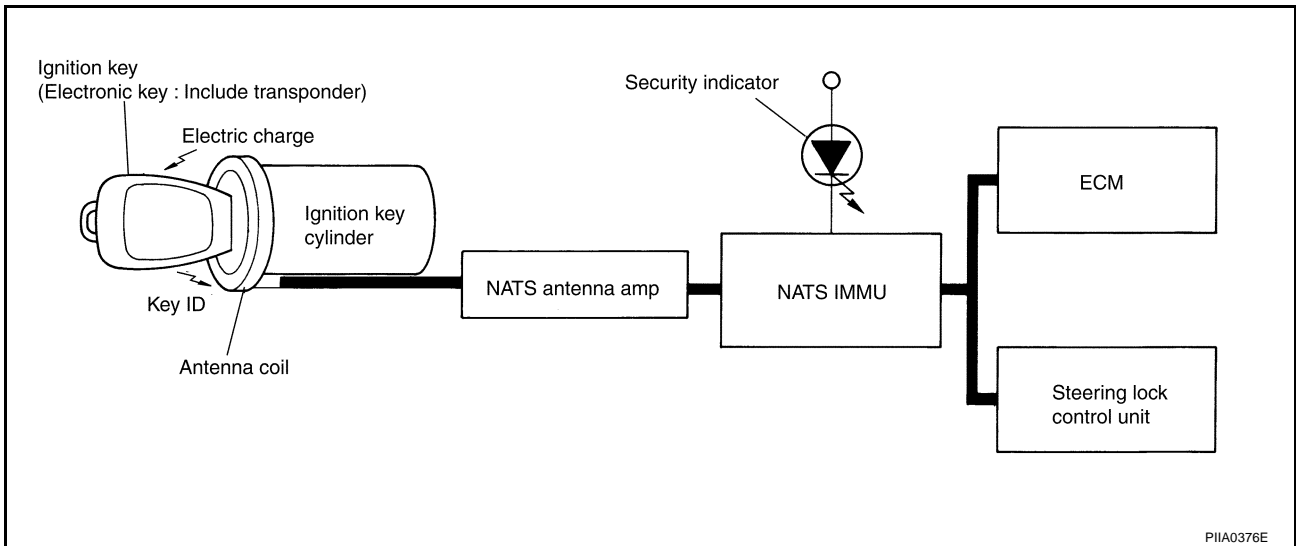 Ignition key
(Electronic key : Include transponder)
Electric charge
Ignition key
cylinder
Key ID
Antenna coil
NATS antenna amp
Security indicator
NATS IMMU
ECM
Steering lock
control unit
PIIA0376E